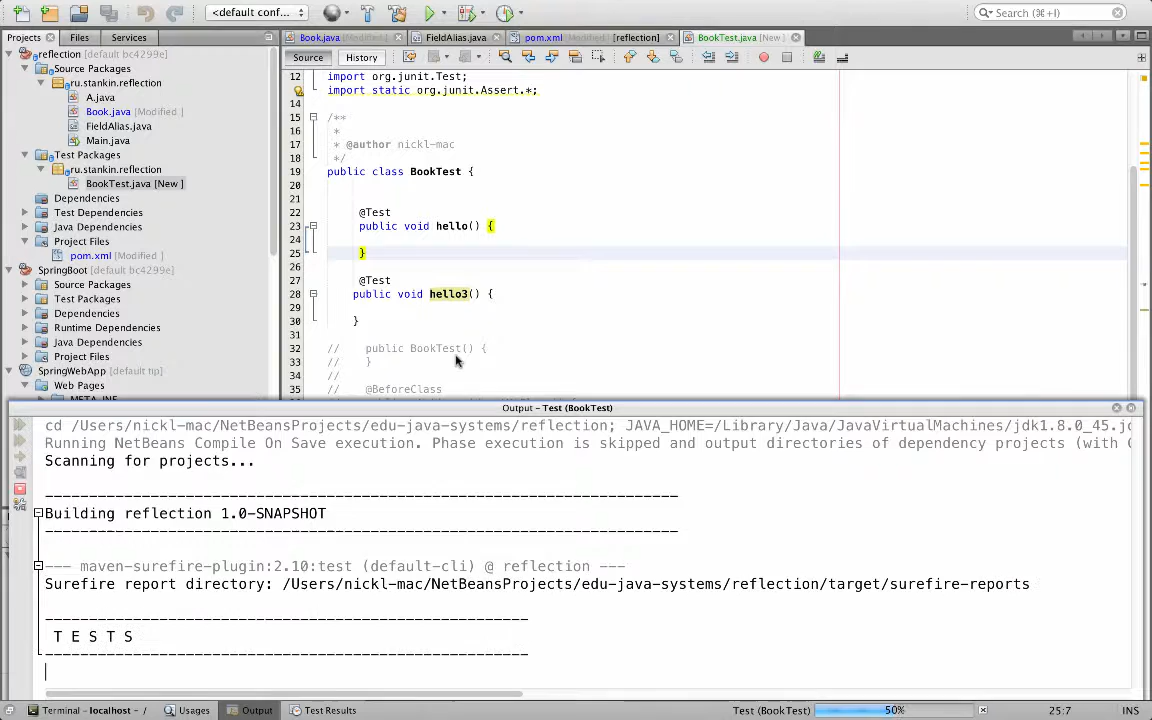 <default conf...
Search (⌘+I)
Projects Files Services
Book.java [Modified] FieldAlias.java pom.xml [Modified] [reflection] BookTest.java [New]
reflection [default bc4299e]
Source Packages
ru.stankin.reflection
A.java
Book.java [Modified ]
FieldAlias.java
Main.java
Test Packages
ru.stankin.reflection
BookTest.java [New ]
Dependencies
Test Dependencies
Java Dependencies
Project Files
pom.xml [Modified ]
SpringBoot [default bc4299e]
Source Packages
Test Packages
Dependencies
Runtime Dependencies
Java Dependencies
Project Files
SpringWebApp [default tip]
Web Pages
META-INF
Source History
12 import org.junit.Test;
import static org.junit.Assert.*;
14
15 /**
16 *
17 * @author nickl-mac
18 */
19 public class BookTest {
20
21
22 @Test
23 public void hello() {
24
25 }
26
27 @Test
28 public void hello3() {
29
30 }
31
32 // public BookTest() {
33 // }
34 //
35 // @BeforeClass
Output – Test (BookTest)
cd /Users/nickl-mac/NetBeansProjects/edu-java-systems/reflection; JAVA_HOME=/Library/Java/JavaVirtualMachines/jdk1.8.0_45.jd
Running NetBeans Compile On Save execution. Phase execution is skipped and output directories of dependency projects (with C
Scanning for projects...
------------------------------------------------------------------------
Building reflection 1.0-SNAPSHOT
------------------------------------------------------------------------
--- maven-surefire-plugin:2.10:test (default-cli) @ reflection ---
Surefire report directory: /Users/nickl-mac/NetBeansProjects/edu-java-systems/reflection/target/surefire-reports
-------------------------------------------------------
T E S T S
-------------------------------------------------------
Terminal – localhost – / Usages Output Test Results Test (BookTest) 50% 25:7 INS